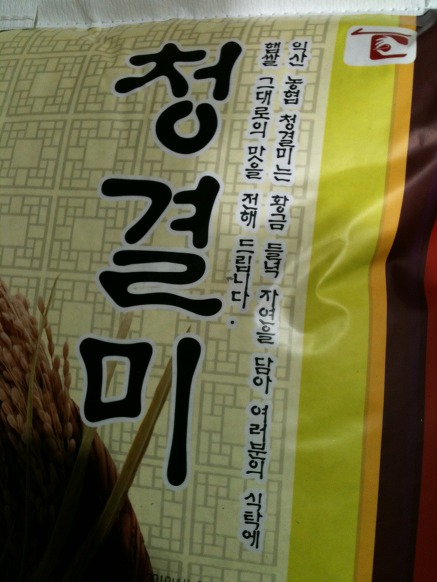 청결미
익산 농협 청결미는 황금 들녘 자연을 담아 여러분의 식탁에
햅쌀 그대로의 맛을 전해 드립니다.